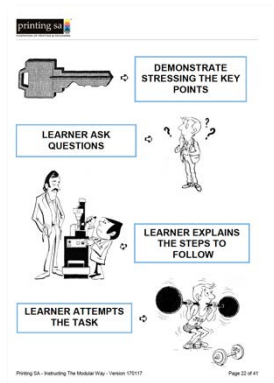 printing sa
DEMONSTRATE
STRESSING THE KEY
POINTS
LEARNER ASK
QUESTIONS
? ? ?
LEARNER EXPLAINS
THE STEPS TO
FOLLOW
LEARNER ATTEMPTS
THE TASK
Printing SA - Instructing The Modular Way - Version 170117
Page 22 of 41